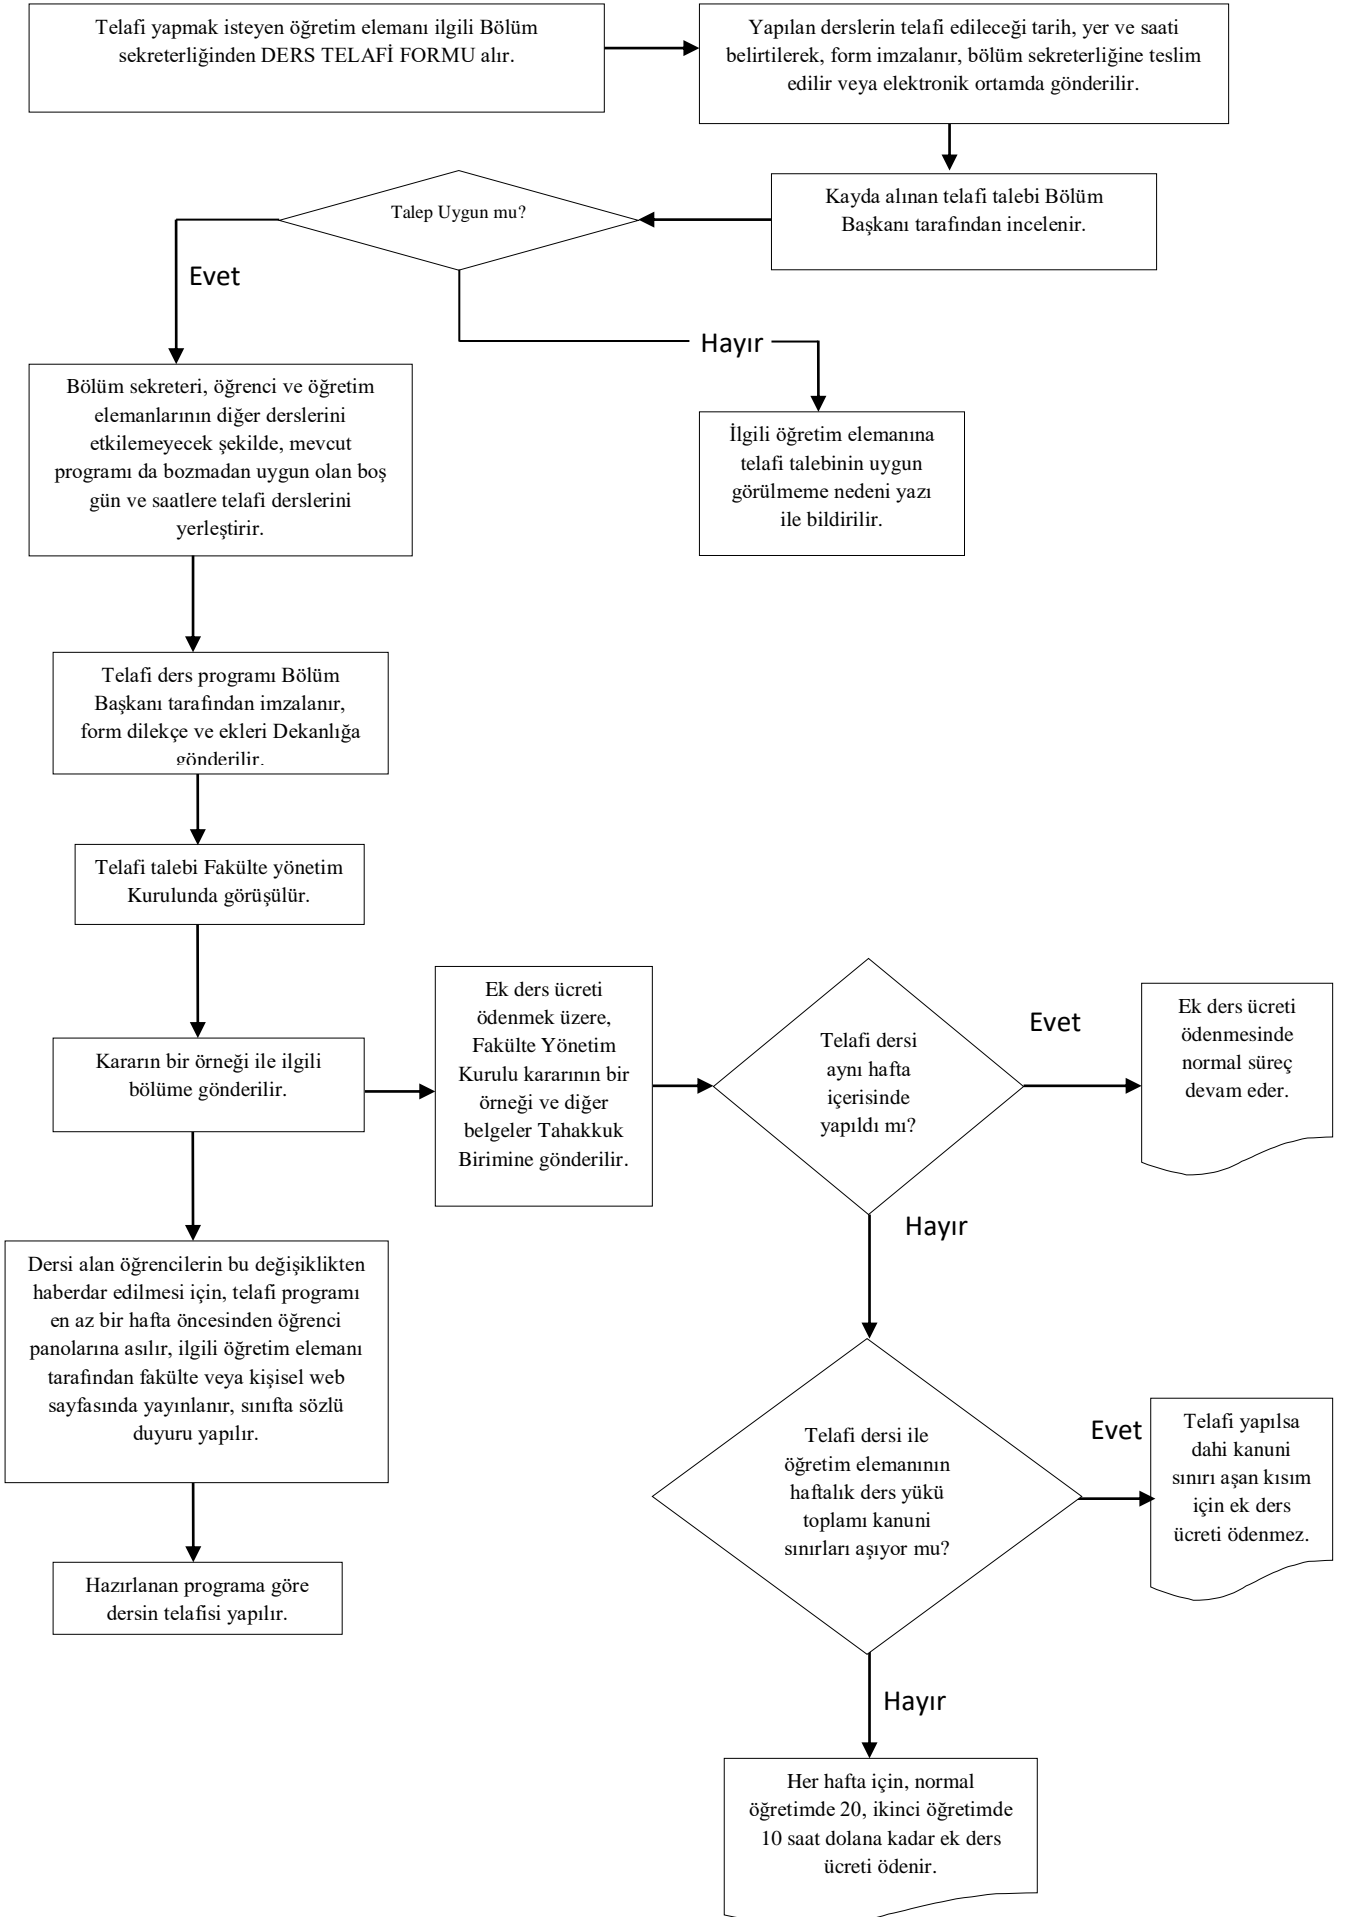 Telafi yapmak isteyen öğretim elemanı ilgili Bölüm
sekreterliğinden DERS TELAFİ FORMU alır.
Yapılan derslerin telafi edileceği tarih, yer ve saati
belirtilerek, form imzalanır, bölüm sekreterliğine teslim
edilir veya elektronik ortamda gönderilir.
Kayda alınan telafi talebi Bölüm
Başkanı tarafından incelenir.
Talep Uygun mu?
Evet
Hayır
Bölüm sekreteri, öğrenci ve öğretim
elemanlarının diğer derslerini
etkilemeyecek şekilde, mevcut
programı da bozmadan uygun olan boş
gün ve saatlere telafi derslerini
yerleştirir.
İlgili öğretim elemanına
telafi talebinin uygun
görülmeme nedeni yazı
ile bildirilir.
Telafi ders programı Bölüm
Başkanı tarafından imzalanır,
form dilekçe ve ekleri Dekanlığa
gönderilir.
Telafi talebi Fakülte yönetim
Kurulunda görüşülür.
Kararın bir örneği ile ilgili
bölüme gönderilir.
Ek ders ücreti
ödenmek üzere,
Fakülte Yönetim
Kurulu kararının bir
örneği ve diğer
belgeler Tahakkuk
Birimine gönderilir.
Telafi dersi
aynı hafta
içerisinde
yapıldı mı?
Evet
Ek ders ücreti
ödenmesinde
normal süreç
devam eder.
Hayır
Dersi alan öğrencilerin bu değişiklikten
haberdar edilmesi için, telafi programı
en az bir hafta öncesinden öğrenci
panolarına asılır, ilgili öğretim elemanı
tarafından fakülte veya kişisel web
sayfasında yayınlanır, sınıfta sözlü
duyuru yapılır.
Hazırlanan programa göre
dersin telafisi yapılır.
Telafi dersi ile
öğretim elemanının
haftalık ders yükü
toplamı kanuni
sınırları aşıyor mu?
Evet
Telafi yapılsa
dahi kanuni
sınırı aşan kısım
için ek ders
ücreti ödenmez.
Hayır
Her hafta için, normal
öğretimde 20, ikinci öğretimde
10 saat dolana kadar ek ders
ücreti ödenir.